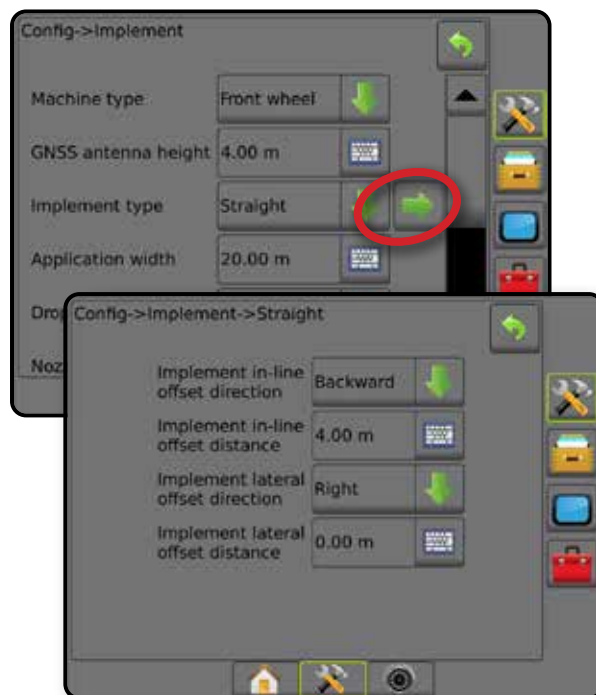 Config->Implement
Machine type Front wheel
GNSS antenna height 4.00 m
Implement type Straight
Application width 20.00 m
Config->Implement->Straight
Implement in-line
offset direction Backward
Implement in-line
offset distance 4.00 m
Implement lateral
offset direction Right
Implement lateral
offset distance 0.00 m